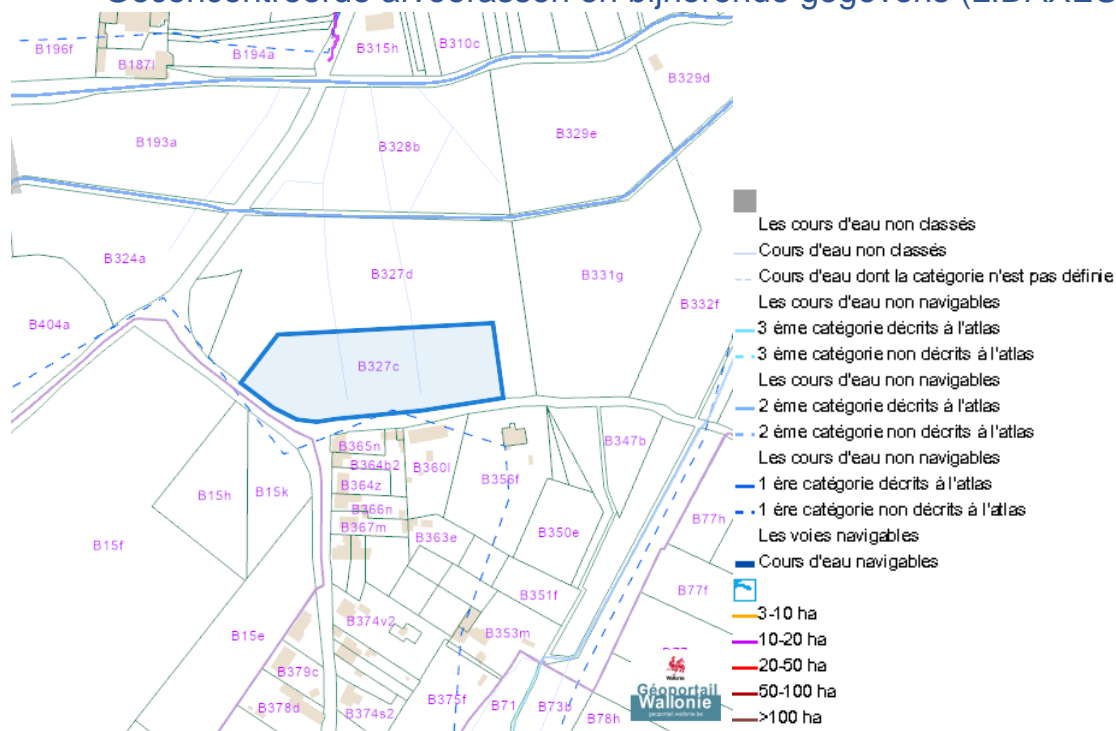 B196f
B187l
B194a
B315h
B310c
B329d
B193a
B328b
B329e
B324a
B327d
B331g
B332f
B404a
B327c
B365n
B364b2
B360l
B347b
B364z
B356f
B15h
B15k
B366n
B367m
B363e
B350e
B77h
B15f
B351f
B77f
B374v2
B353m
B15e
B379c
B375f
B378d
B374s2
B71
B73b
B78h
Wallonie
Géoportail
Wallonie
geoportail.wallonie.be
Les cours d'eau non classés
Cours d'eau non classés
Cours d'eau dont la catégorie n'est pas définie
Les cours d'eau non navigables
3 ème catégorie décrits à l'atlas
3 ème catégorie non décrits à l'atlas
Les cours d'eau non navigables
2 ème catégorie décrits à l'atlas
2 ème catégorie non décrits à l'atlas
Les cours d'eau non navigables
1 ère catégorie décrits à l'atlas
1 ère catégorie non décrits à l'atlas
Les voies navigables
Cours d'eau navigables
3-10 ha
10-20 ha
20-50 ha
50-100 ha
>100 ha